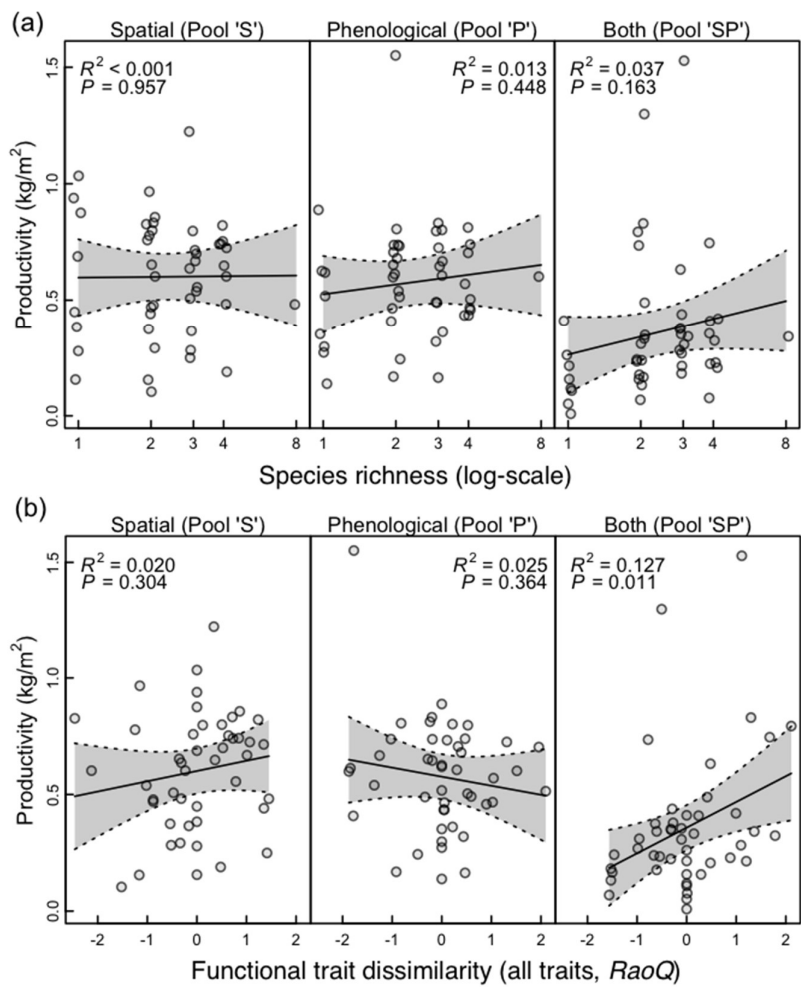 (a)
Spatial (Pool 'S') Phenological (Pool 'P') Both (Pool 'SP')
R² < 0.001 R² = 0.013 R² = 0.037
P = 0.957 P = 0.448 P = 0.163
Productivity (kg/m²)
1.5
1.0
0.5
0.0
1 2 3 4 8 1 2 3 4 8 1 2 3 4 8
Species richness (log-scale)
(b)
Spatial (Pool 'S') Phenological (Pool 'P') Both (Pool 'SP')
R² = 0.020 R² = 0.025 R² = 0.127
P = 0.304 P = 0.364 P = 0.011
Productivity (kg/m²)
1.5
1.0
0.5
0.0
-2 -1 0 1 2 -2 -1 0 1 2 -2 -1 0 1 2
Functional trait dissimilarity (all traits, RaoQ)